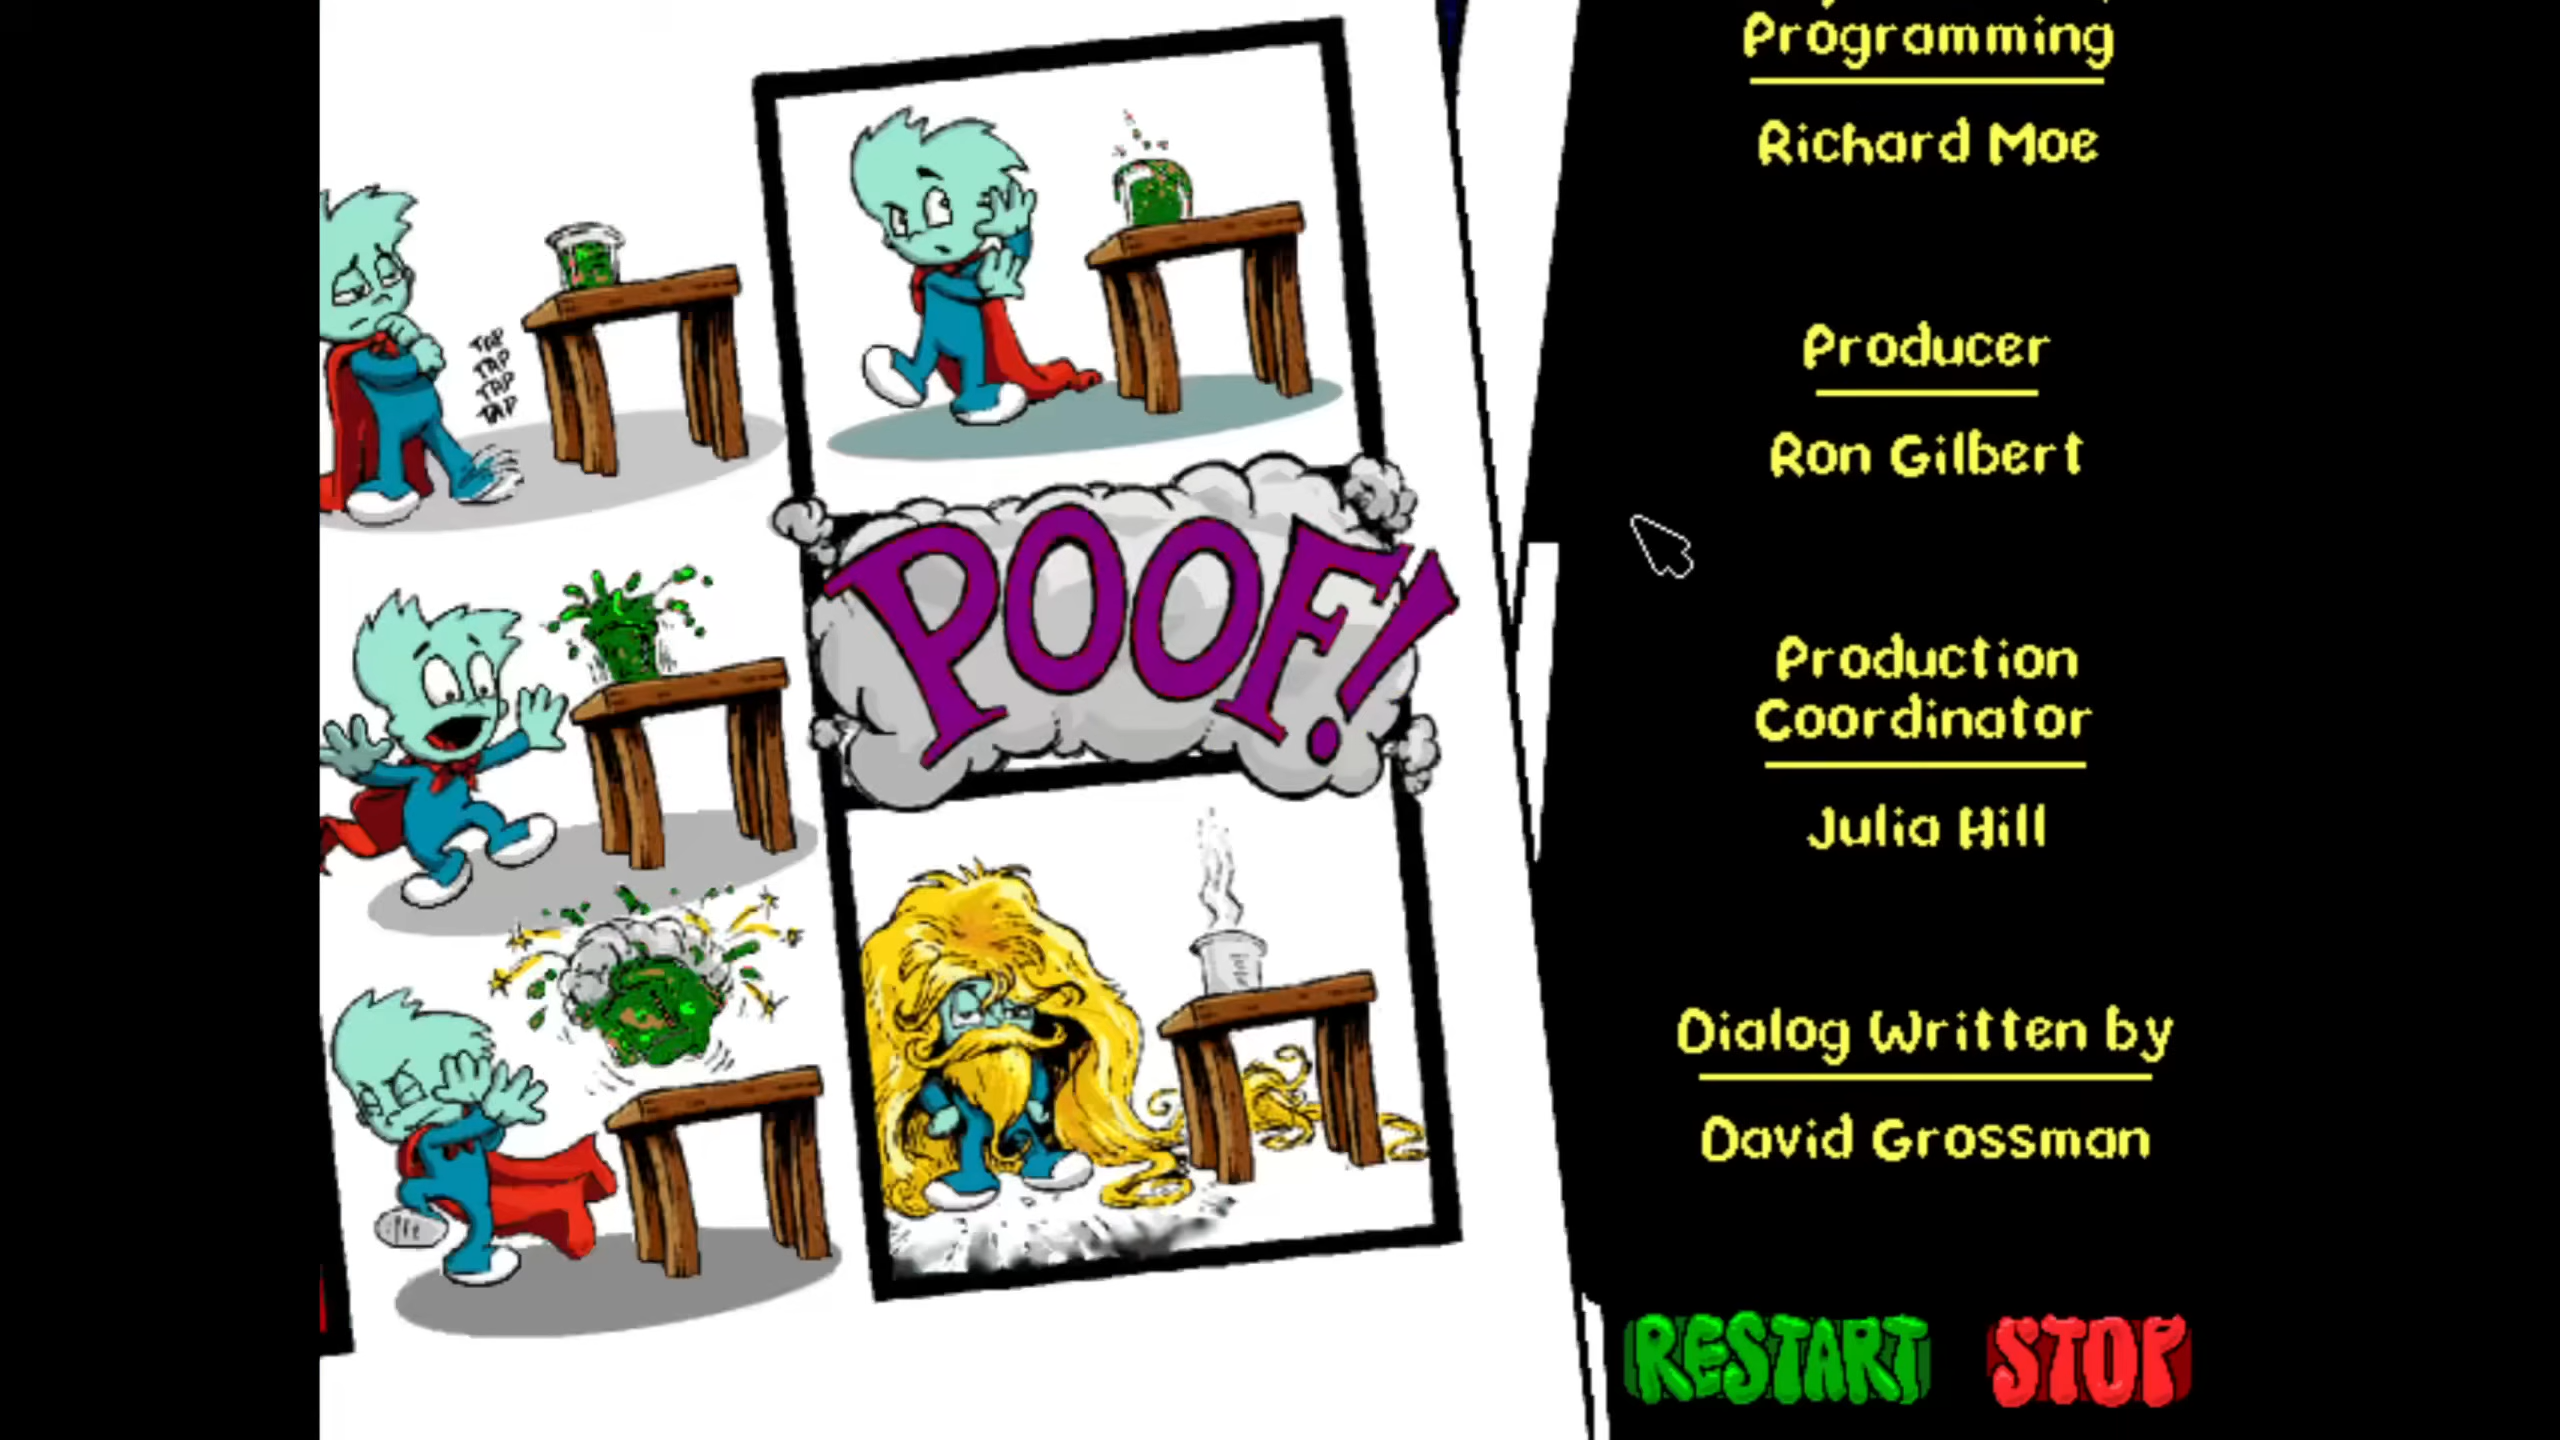 TAP
TAP
TAP
TAP
POOF!
Programming
Richard Moe
Producer
Ron Gilbert
Production
Coordinator
Julia Hill
Dialog Written by
David Grossman
RESTART STOP